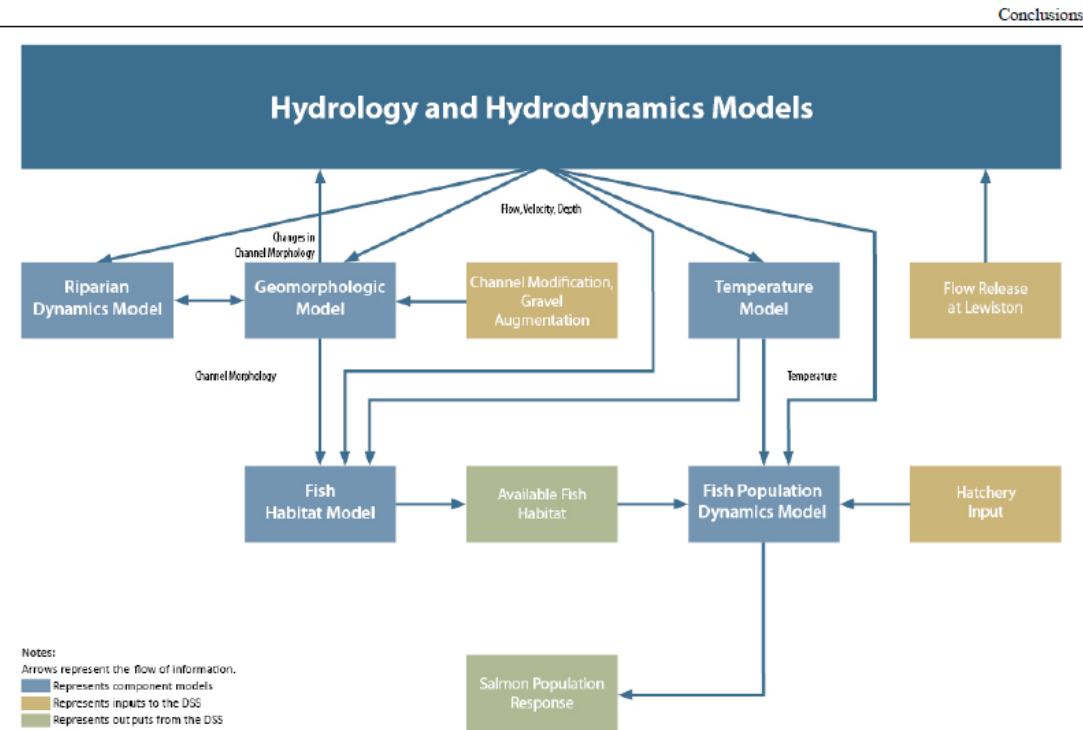 Conclusions
Hydrology and Hydrodynamics Models
Flow, Velocity, Depth
Changes in
Channel Morphology
Riparian
Dynamics Model
Geomorphologic
Model
Channel Modification,
Gravel
Augmentation
Temperature
Model
Flow Release
at Lewiston
Channel Morphology
Temperature
Fish
Habitat Model
Available Fish
Habitat
Fish Population
Dynamics Model
Hatchery
Input
Salmon Population
Response
Notes:
Arrows represent the flow of information.
Represents component models
Represents inputs to the DSS
Represents outputs from the DSS